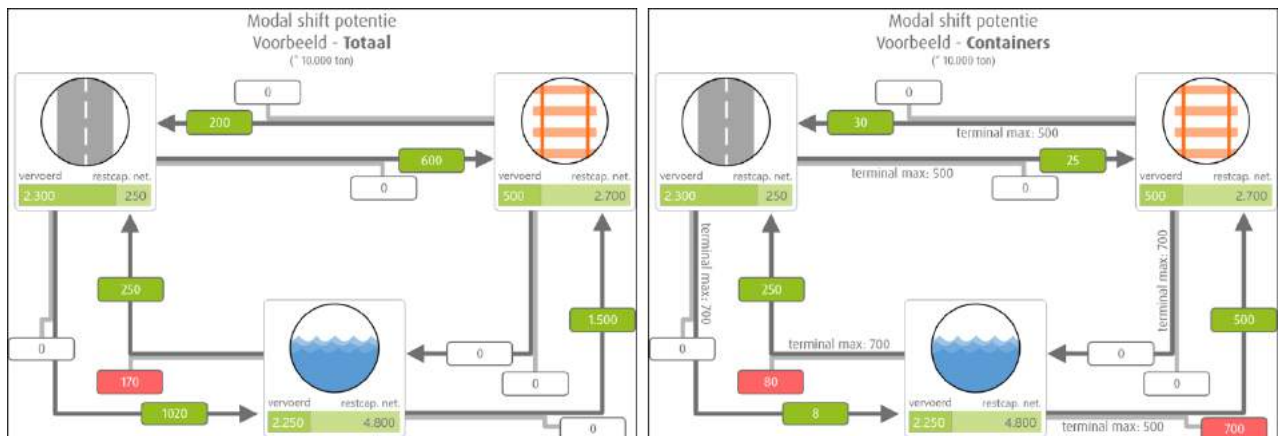 Modal shift potentie
Voorbeeld - Totaal
(* 10.000 ton)
0
200
600
0
vervoerd restcap. net.
2.300 250
vervoerd restcap. net.
500 2.700
250
1.500
0
0
170
0
1020
vervoerd restcap. net.
2.250 4.800
0
Modal shift potentie
Voorbeeld - Containers
(* 10.000 ton)
0
30
terminal max: 500
25
terminal max: 500
0
vervoerd restcap. net.
2.300 250
vervoerd restcap. net.
500 2.700
terminal max: 700
terminal max: 700
250
500
terminal max: 700
0
0
80
0
8
vervoerd restcap. net.
2.250 4.800
terminal max: 500
700